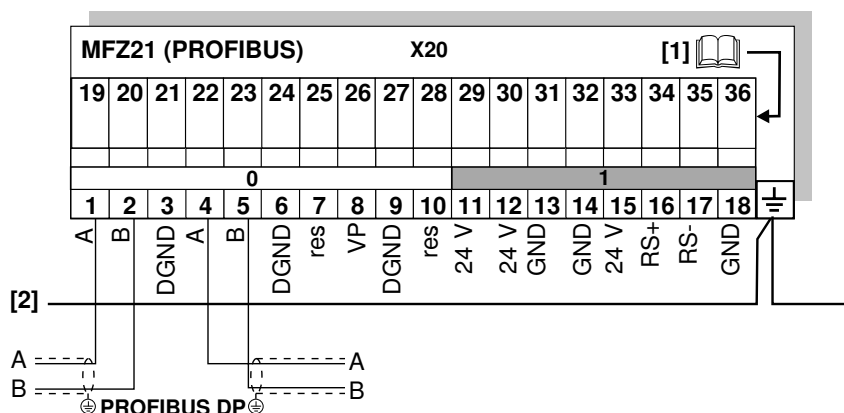 MFZ21 (PROFIBUS) X20 [1]
19 20 21 22 23 24 25 26 27 28 29 30 31 32 33 34 35 36
0 1
1 2 3 4 5 6 7 8 9 10 11 12 13 14 15 16 17 18
A B DGND A B DGND res VP DGND res 24 V 24 V GND GND 24 V RS+ RS- GND
[2]
A A
B B
PROFIBUS DP